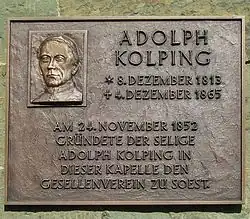 ADOLPH
KOLPING
* 8. DEZEMBER 1813
+ 4. DEZEMBER 1865
AM 24. NOVEMBER 1852
GRÜNDETE DER SELIGE
ADOLPH KOLPING IN
DIESER KAPELLE DEN
GESELLENVEREIN ZU SOEST.